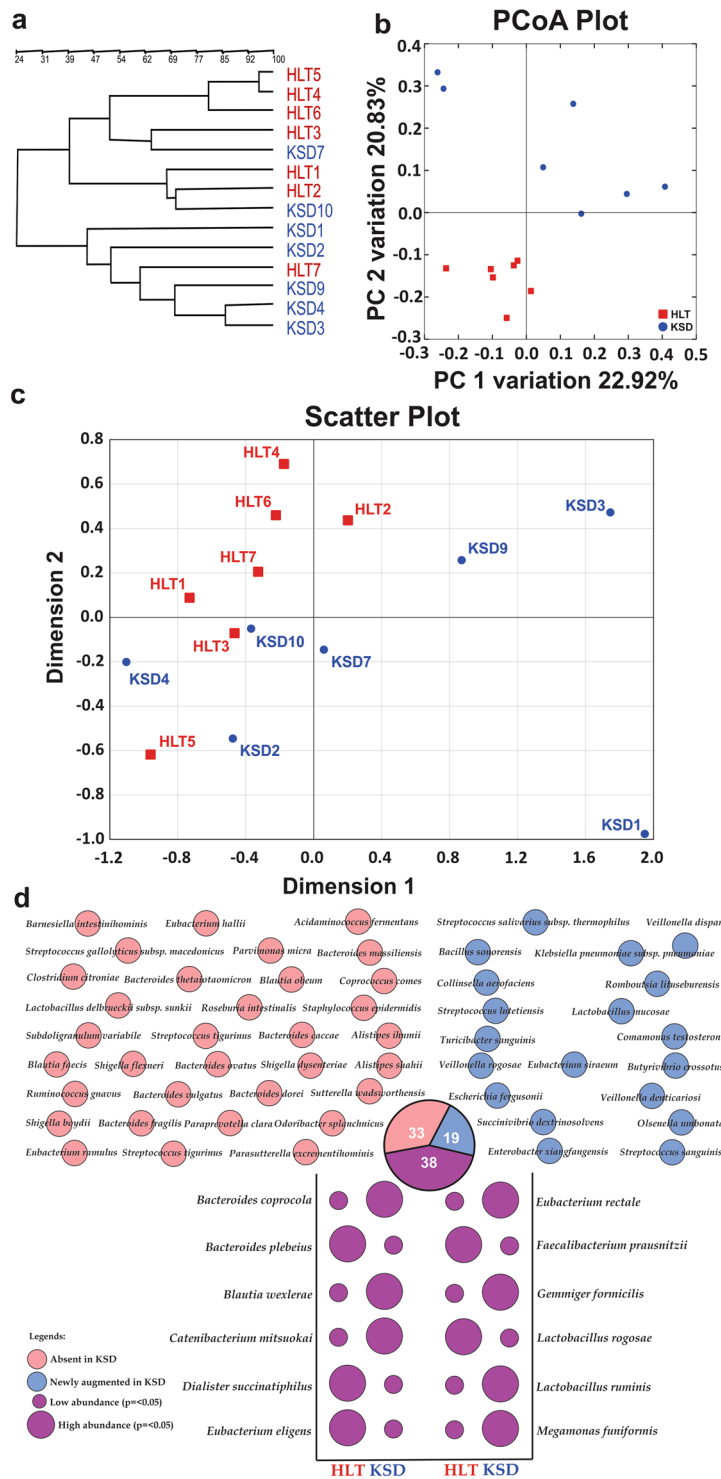 a
24 31 39 47 54 62 69 77 85 92 100
HLT5
HLT4
HLT6
HLT3
KSD7
HLT1
HLT2
KSD10
KSD1
KSD2
HLT7
KSD9
KSD4
KSD3
b
PCoA Plot
PC 2 variation 20.83%
0.4
0.3
0.2
0.1
0.0
-0.1
-0.2
-0.3
HLT
KSD
-0.3 -0.2 -0.1 0.0 0.1 0.2 0.3 0.4 0.5
PC 1 variation 22.92%
c
Scatter Plot
Dimension 2
0.8
0.6
0.4
0.2
0.0
-0.2
-0.4
-0.6
-0.8
-1.0
HLT4
HLT6
HLT2
KSD3
KSD9
HLT7
HLT1
HLT3
KSD10
KSD7
KSD4
HLT5
KSD2
KSD1
-1.2 -0.8 -0.4 0.0 0.4 0.8 1.2 1.6 2.0
Dimension 1
d
Barnesiella intestinihominis Eubacterium hallii Acidaminococcus fermentans
Streptococcus gallolyticus subsp. macedonicus Parvimonas micra Bacteroides massiliensis
Clostridium citroniae Bacteroides thetaiotaomicron Blautia obeum Coprococcus comes
Lactobacillus delbrueckii subsp. sunkii Roseburia intestinalis Staphylococcus epidermidis
Subdoligranulum variabile Streptococcus tigurinus Bacteroides caccae Alistipes ihumii
Blautia faecis Shigella flexneri Bacteroides ovatus Shigella dysenteriae Alistipes shahii
Ruminococcus gnavus Bacteroides vulgatus Bacteroides dorei Sutterella wadsworthensis
Shigella boydii Bacteroides fragilis Paraprevotella clara Odoribacter splanchnicus
Eubacterium ramulus Streptococcus tigurinus Parasutterella excrementihominis
Streptococcus salivarius subsp. thermophilus Veillonella dispar
Bacillus sonorensis Klebsiella pneumoniae subsp. pneumoniae
Collinsella aerofaciens Romboutsia lituseburensis
Streptococcus lutetiensis Lactobacillus mucosae
Turicibacter sanguinis Comamonas testosteron
Veillonella rogosae Eubacterium siraeum Butyrivibrio crossotus
Escherichia fergusonii Veillonella denticariosi
Succinivibrio dextrinosolvens Olsenella umbonata
Enterobacter xiangfangensis Streptococcus sanguinis
33
19
38
Bacteroides coprocola
Bacteroides plebeius
Blautia wexlerae
Catenibacterium mitsuokai
Dialister succinatiphilus
Eubacterium eligens
Eubacterium rectale
Faecalibacterium prausnitzii
Gemmiger formicilis
Lactobacillus rogosae
Lactobacillus ruminis
Megamonas funiformis
Legends:
Absent in KSD
Newly augmented in KSD
Low abundance (p=<0.05)
High abundance (p=<0.05)
HLT KSD HLT KSD